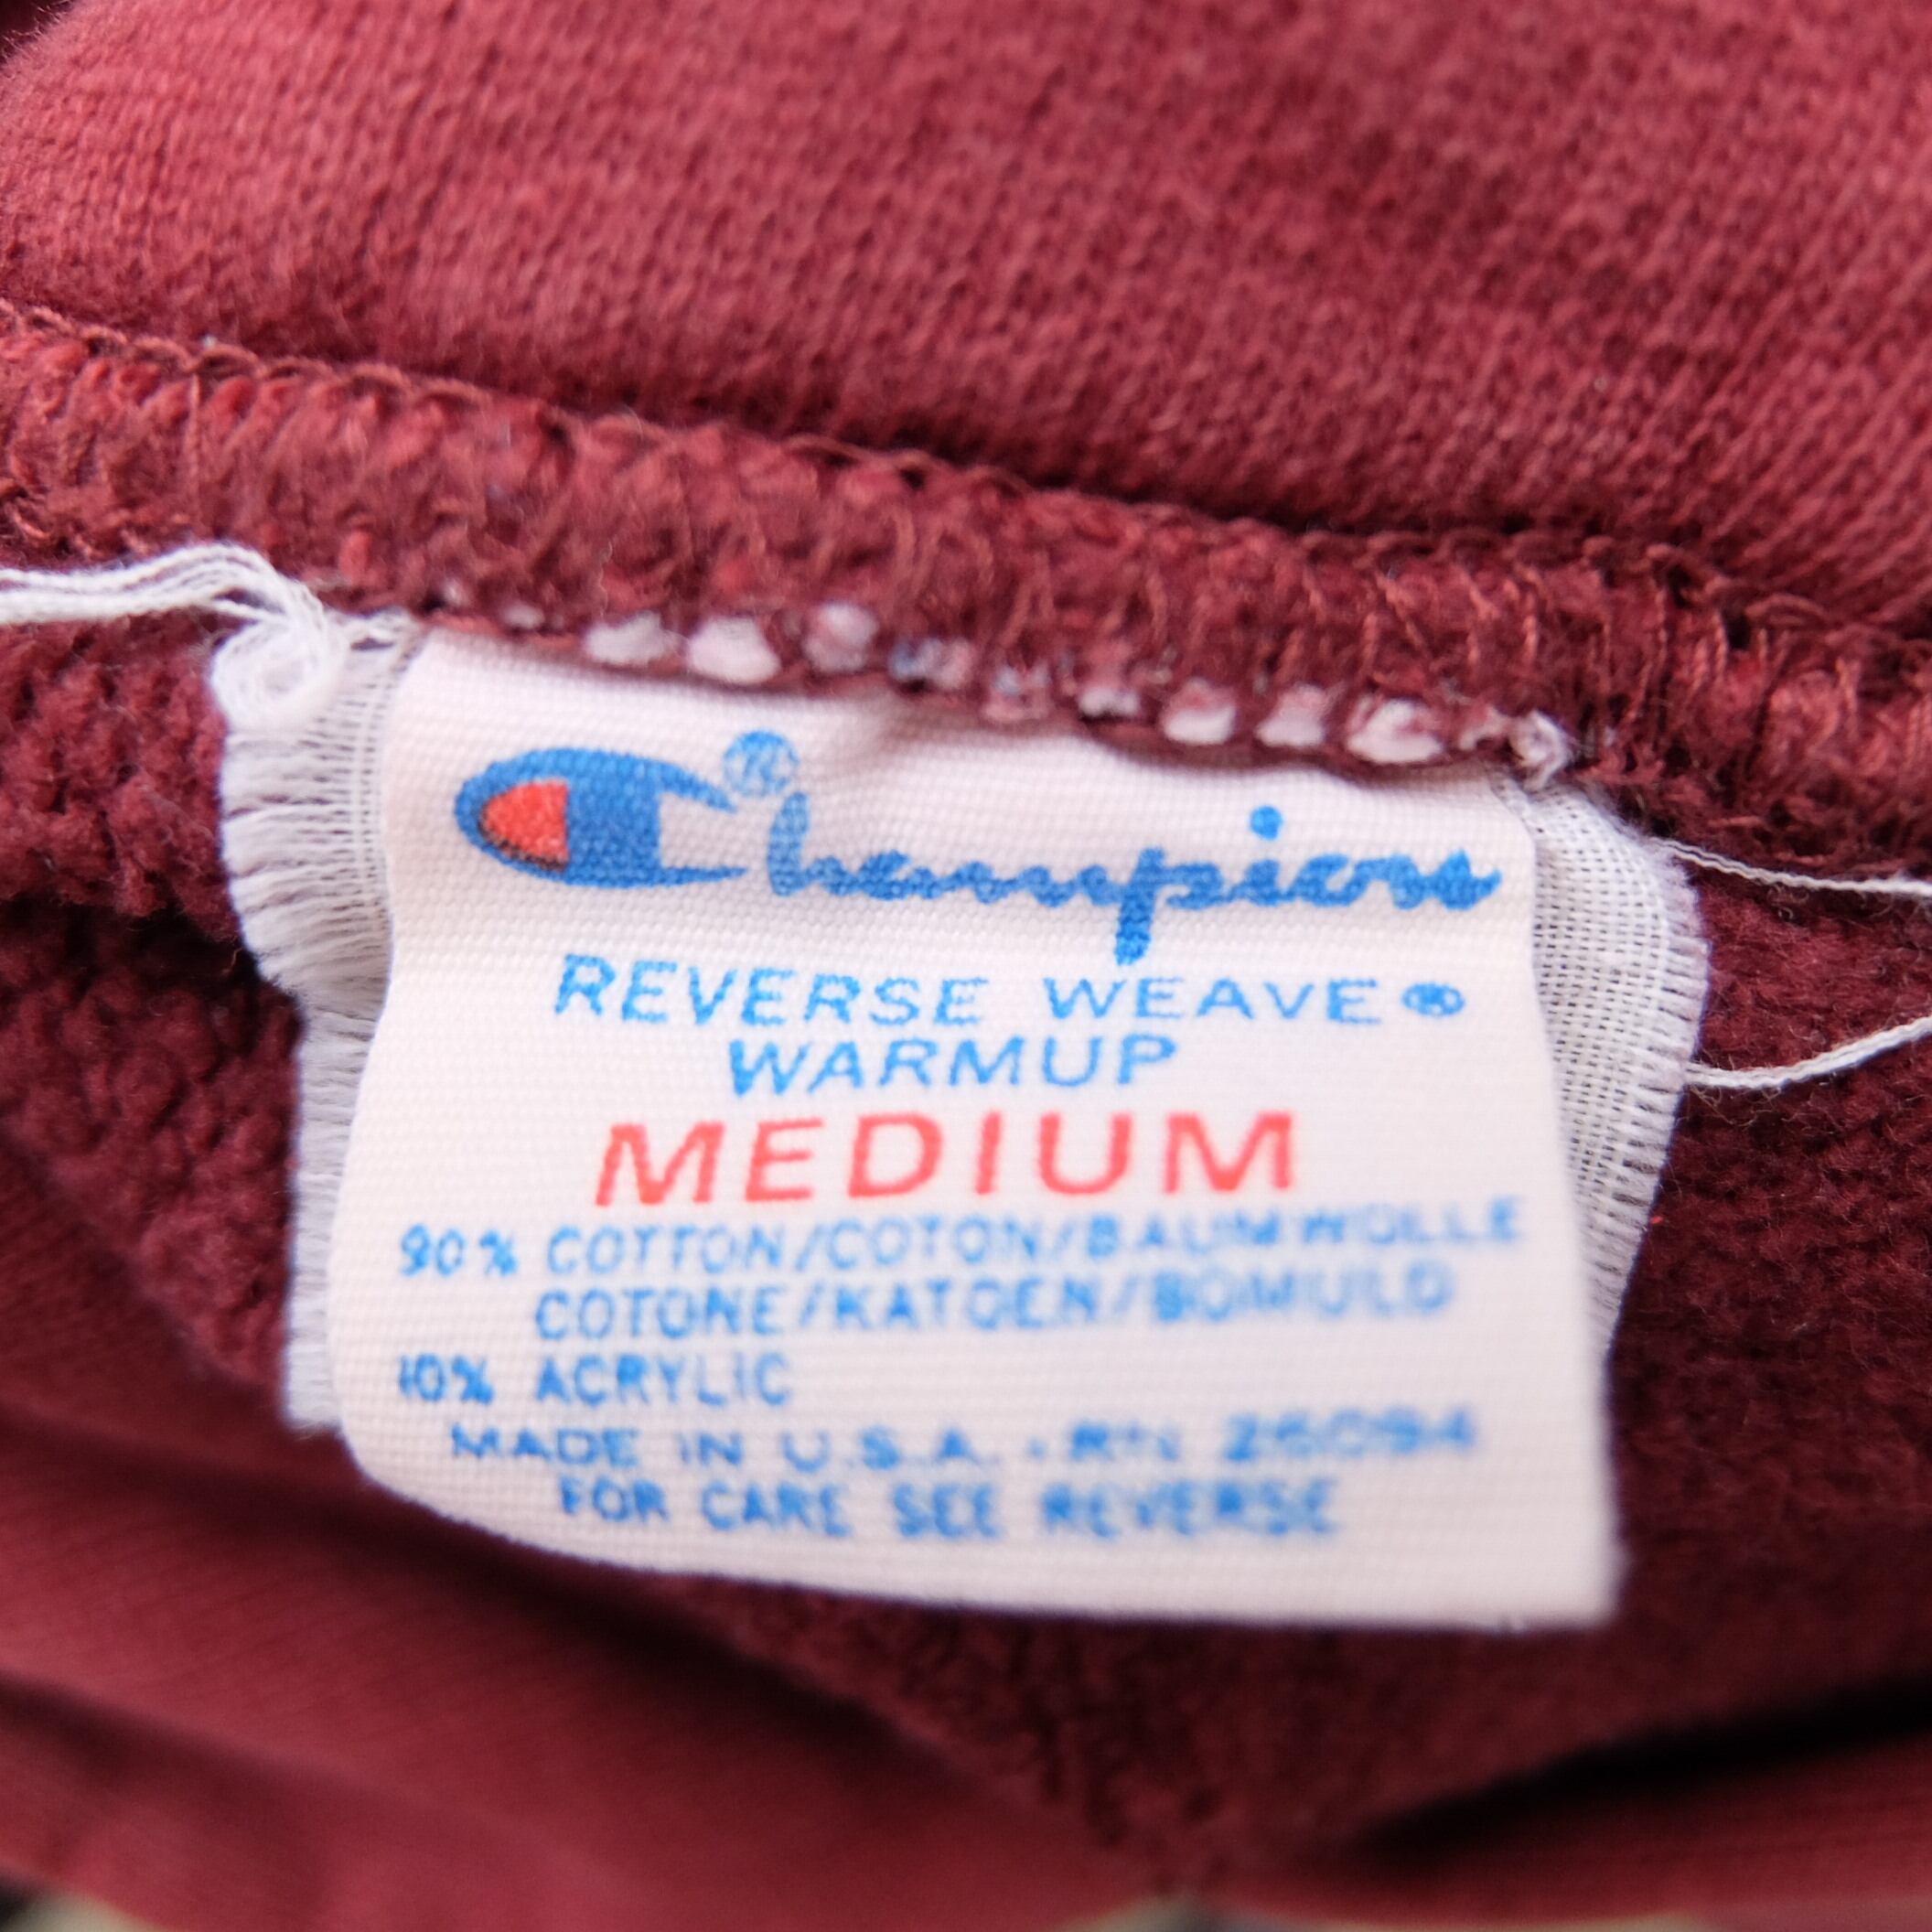 Champion®
REVERSE WEAVE®
WARMUP
MEDIUM
90% COTTON/COTON/BAUMWOLLE
COTONE/KATOEN/BOMULD
10% ACRYLIC
MADE IN U.S.A. · RN 26094
FOR CARE SEE REVERSE